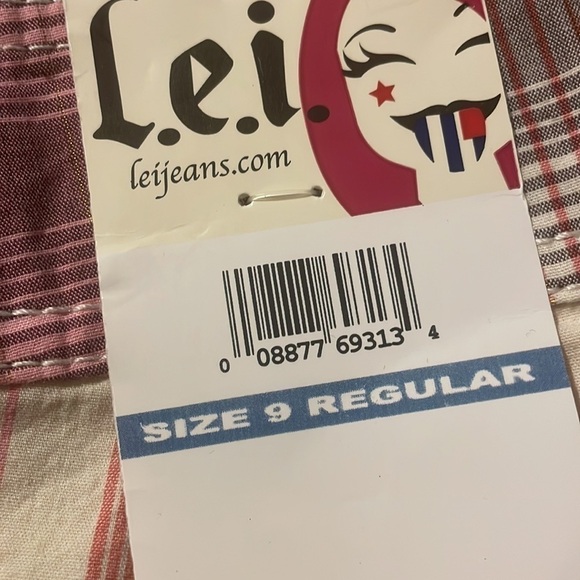 l.e.i.
leijeans.com
0 08877 69313 4
SIZE 9 REGULAR